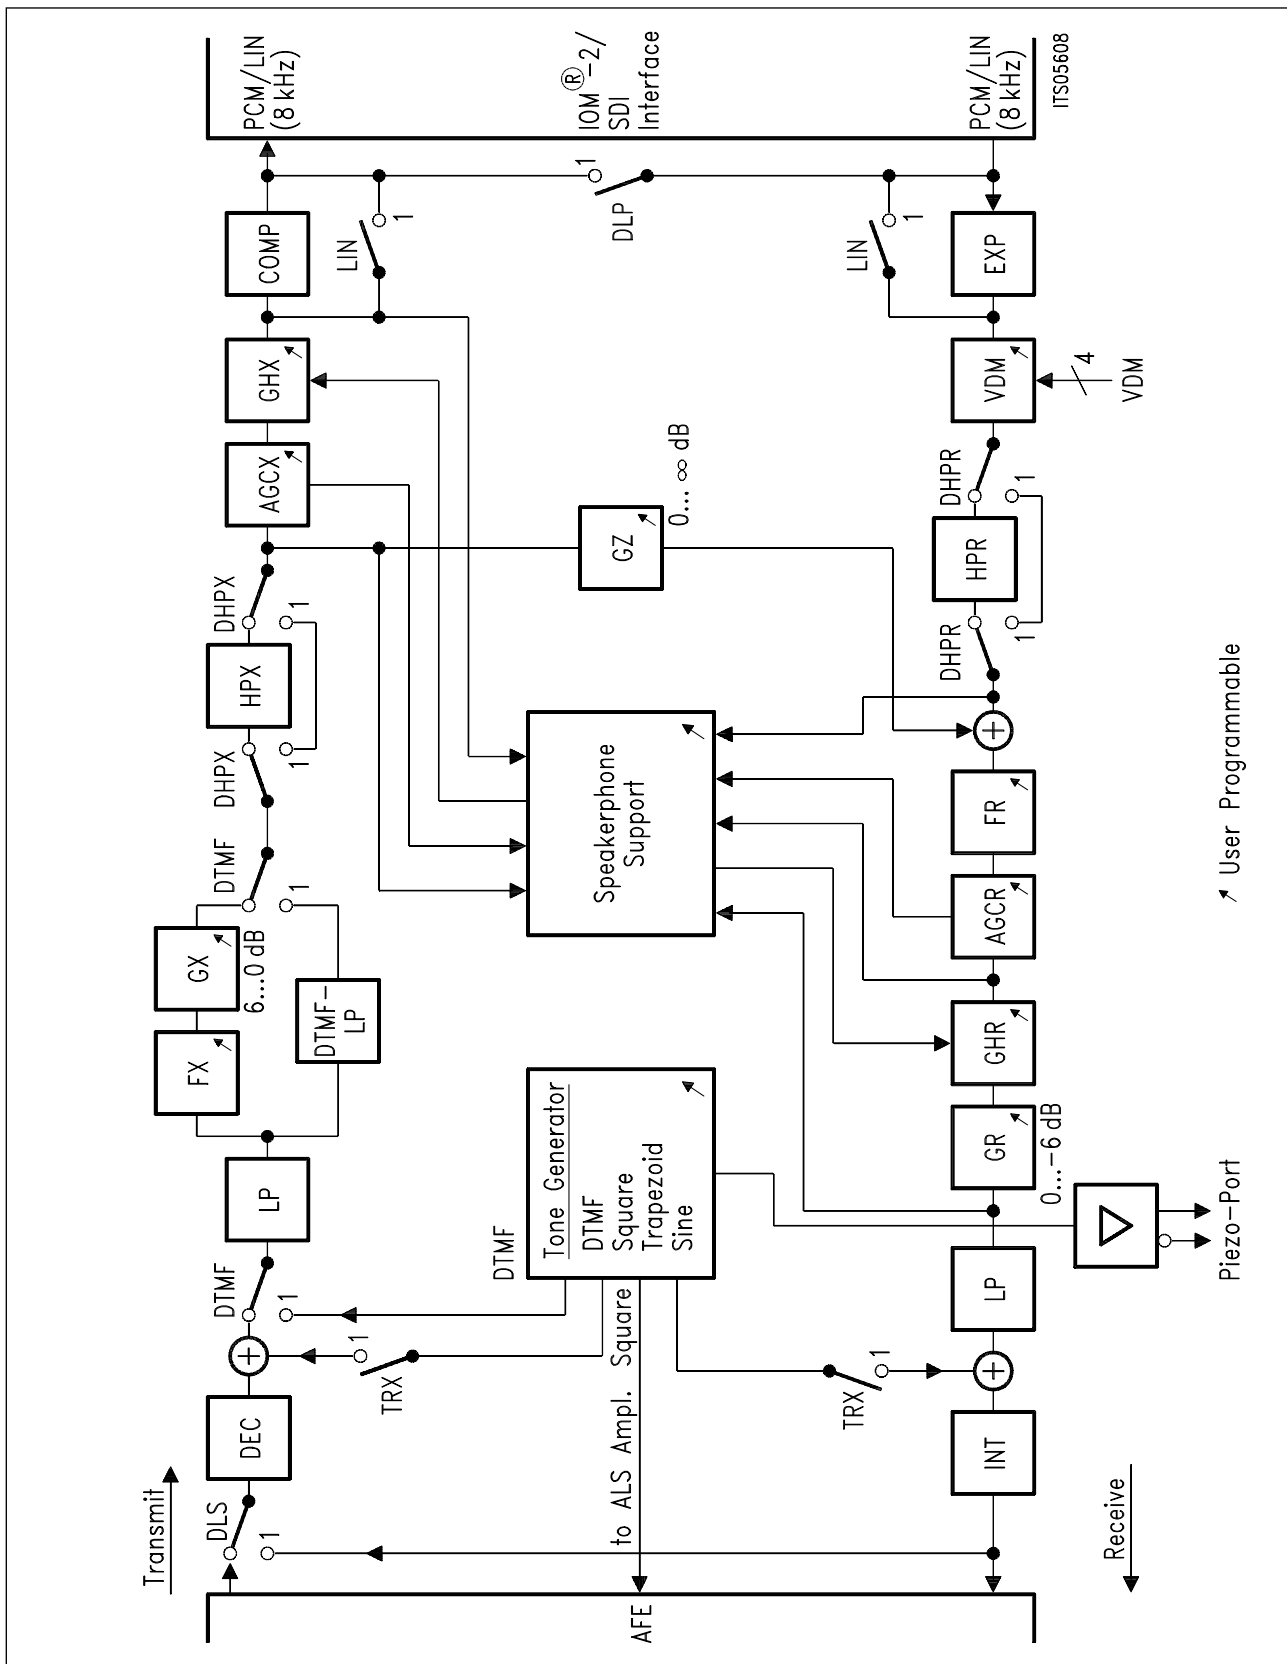 Transmit
AFE
DLS
1
DEC
TRX
1
DTMF
1
LP
FX
GX
6...0 dB
DTMF-
LP
DTMF
1
DHPX
1
HPX
DHPX
1
AGCX
GHX
COMP
LIN
1
PCM/LIN
(8 kHz)
to ALS Ampl. Square
DTMF
Tone Generator
DTMF
Square
Trapezoid
Sine
Speakerphone
Support
GZ
0... ∞ dB
DLP
1
IOM®-2/
SDI
Interface
Receive
INT
TRX
1
LP
GR
0...-6 dB
GHR
AGCR
FR
DHPR
1
HPR
DHPR
1
VDM
4
VDM
LIN
1
EXP
PCM/LIN
(8 kHz)
Piezo-Port
User Programmable
ITS05608